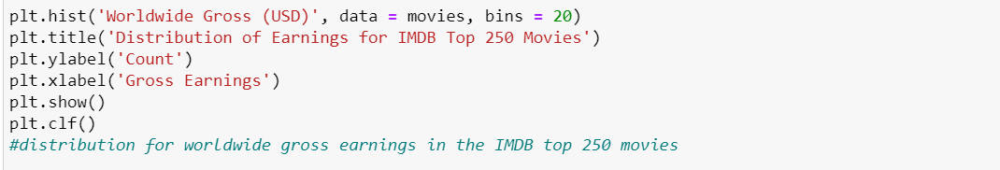 plt.hist('Worldwide Gross (USD)', data = movies, bins = 20)
plt.title('Distribution of Earnings for IMDB Top 250 Movies')
plt.ylabel('Count')
plt.xlabel('Gross Earnings')
plt.show()
plt.clf()
#distribution for worldwide gross earnings in the IMDB top 250 movies